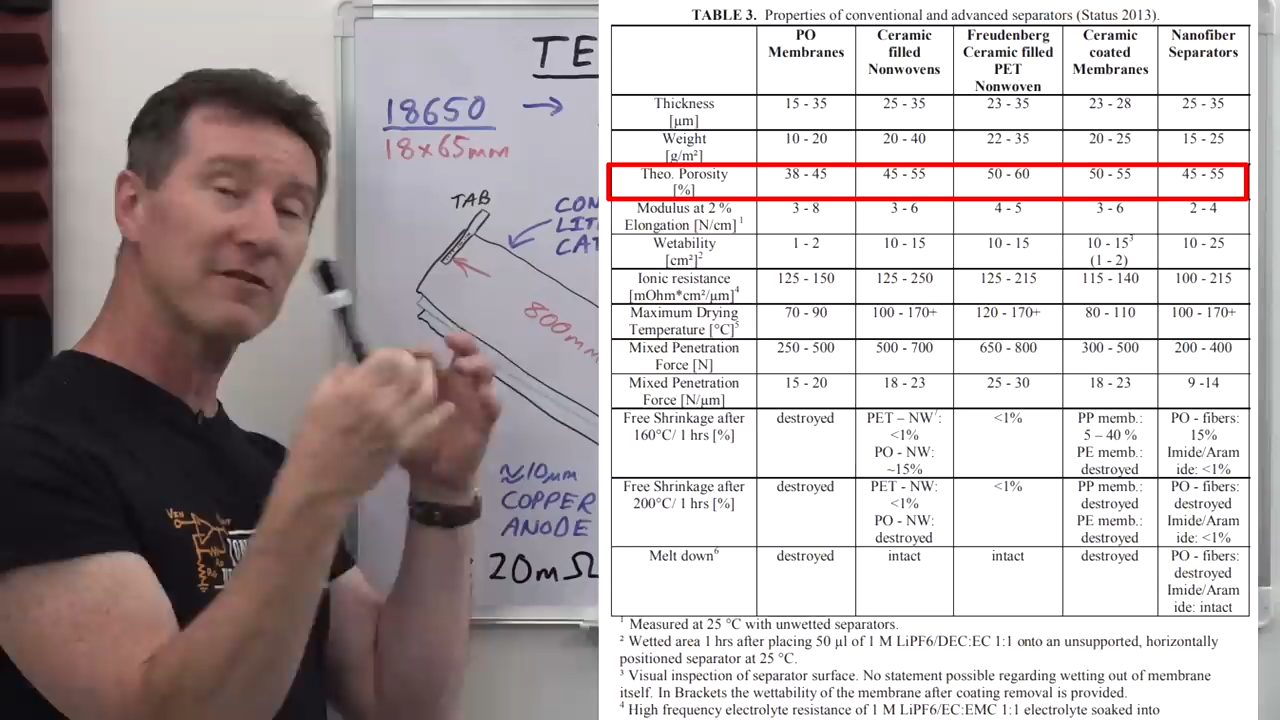 TE
18650 →
18x65mm
TAB
CON
LIT
CAT
800mm
≈10µm
COPPER
ANODE
20mΩ
TABLE 3. Properties of conventional and advanced separators (Status 2013).
PO Membranes | Ceramic filled Nonwovens | Freudenberg Ceramic filled PET Nonwoven | Ceramic coated Membranes | Nanofiber Separators
Thickness [µm] | 15 - 35 | 25 - 35 | 23 - 35 | 23 - 28 | 25 - 35
Weight [g/m²] | 10 - 20 | 20 - 40 | 22 - 35 | 20 - 25 | 15 - 25
Theo. Porosity [%] | 38 - 45 | 45 - 55 | 50 - 60 | 50 - 55 | 45 - 55
Modulus at 2 % Elongation [N/cm] ¹ | 3 - 8 | 3 - 6 | 4 - 5 | 3 - 6 | 2 - 4
Wetability [cm²]² | 1 - 2 | 10 - 15 | 10 - 15 | 10 - 15³ (1 - 2) | 10 - 25
Ionic resistance [mOhm*cm²/µm]⁴ | 125 - 150 | 125 - 250 | 125 - 215 | 115 - 140 | 100 - 215
Maximum Drying Temperature [°C]⁵ | 70 - 90 | 100 - 170+ | 120 - 170+ | 80 - 110 | 100 - 170+
Mixed Penetration Force [N] | 250 - 500 | 500 - 700 | 650 - 800 | 300 - 500 | 200 - 400
Mixed Penetration Force [N/µm] | 15 - 20 | 18 - 23 | 25 - 30 | 18 - 23 | 9 -14
Free Shrinkage after 160°C/ 1 hrs [%] | destroyed | PET – NW⁷: <1% PO - NW: ~15% | <1% | PP memb.: 5 – 40 % PE memb.: destroyed | PO - fibers: 15% Imide/Aram ide: <1%
Free Shrinkage after 200°C/ 1 hrs [%] | destroyed | PET - NW: <1% PO - NW: destroyed | <1% | PP memb.: destroyed PE memb.: destroyed | PO - fibers: destroyed Imide/Aram ide: <1%
Melt down⁶ | destroyed | intact | intact | destroyed | PO - fibers: destroyed Imide/Aram ide: intact
¹ Measured at 25 °C with unwetted separators.
² Wetted area 1 hrs after placing 50 µl of 1 M LiPF6/DEC:EC 1:1 onto an unsupported, horizontally
positioned separator at 25 °C.
³ Visual inspection of separator surface. No statement possible regarding wetting out of membrane
itself. In Brackets the wettability of the membrane after coating removal is provided.
⁴ High frequency electrolyte resistance of 1 M LiPF6/EC:EMC 1:1 electrolyte soaked into